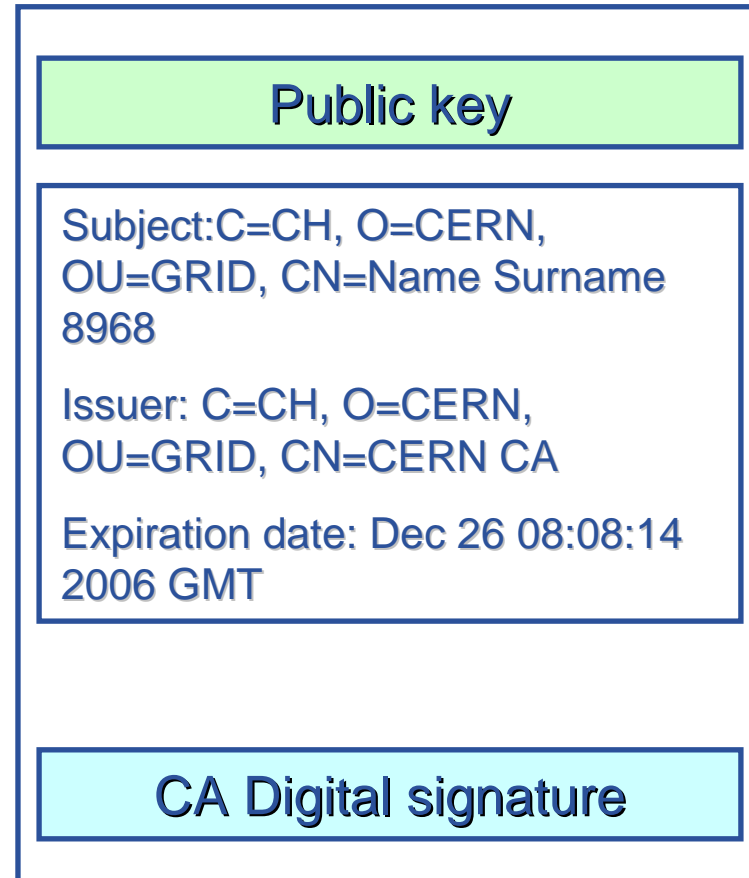 Public key
Subject:C=CH, O=CERN,
OU=GRID, CN=Name Surname
8968
Issuer: C=CH, O=CERN,
OU=GRID, CN=CERN CA
Expiration date: Dec 26 08:08:14
2006 GMT
CA Digital signature